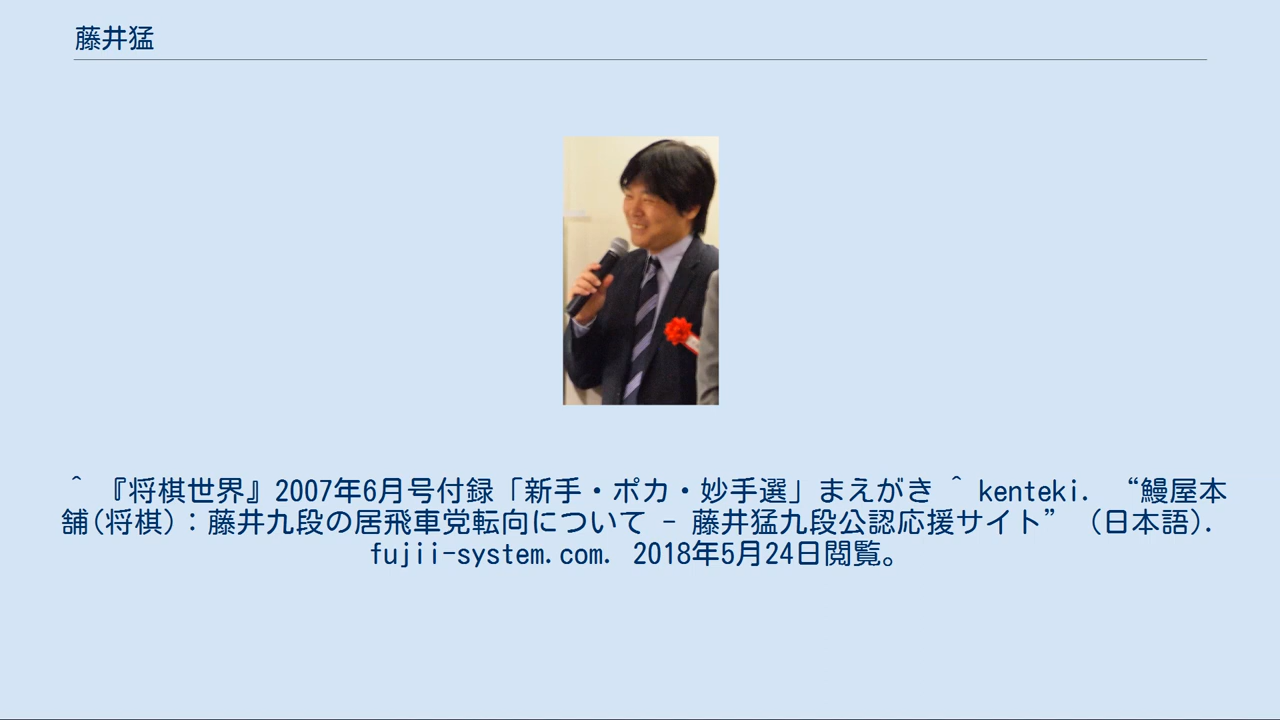 藤井猛
^ 『将棋世界』2007年6月号付録「新手・ポカ・妙手選」まえがき ^ kenteki. “鰻屋本
舗(将棋)：藤井九段の居飛車党転向について - 藤井猛九段公認応援サイト” (日本語).
fujii-system.com. 2018年5月24日閲覧。